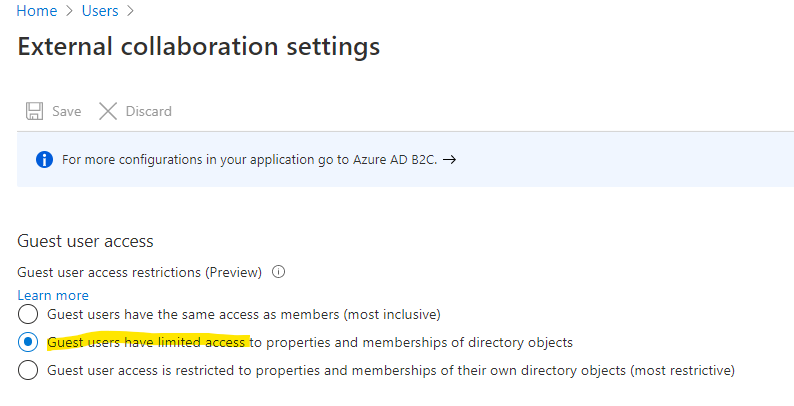 Home > Users >
External collaboration settings
Save Discard
For more configurations in your application go to Azure AD B2C. →
Guest user access
Guest user access restrictions (Preview)
Learn more
Guest users have the same access as members (most inclusive)
Guest users have limited access to properties and memberships of directory objects
Guest user access is restricted to properties and memberships of their own directory objects (most restrictive)